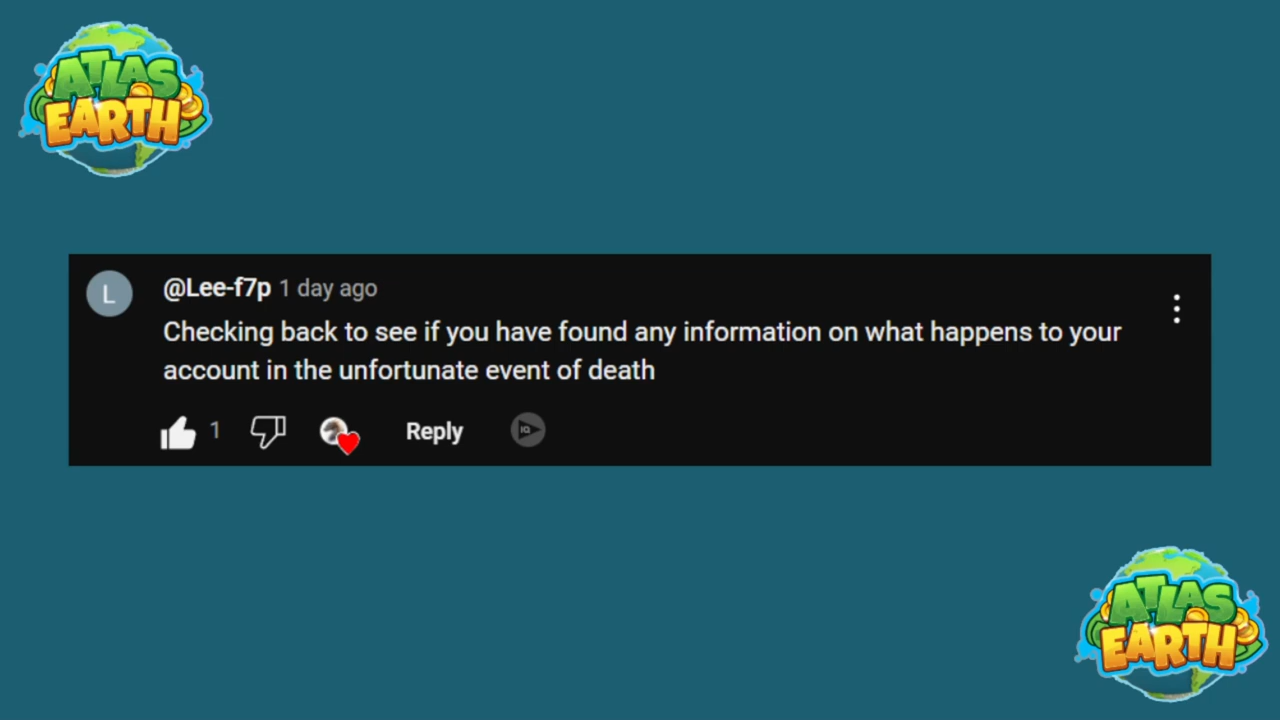 ATLAS
EARTH
L
@Lee-f7p 1 day ago
Checking back to see if you have found any information on what happens to your
account in the unfortunate event of death
1
Reply
IQ
ATLAS
EARTH